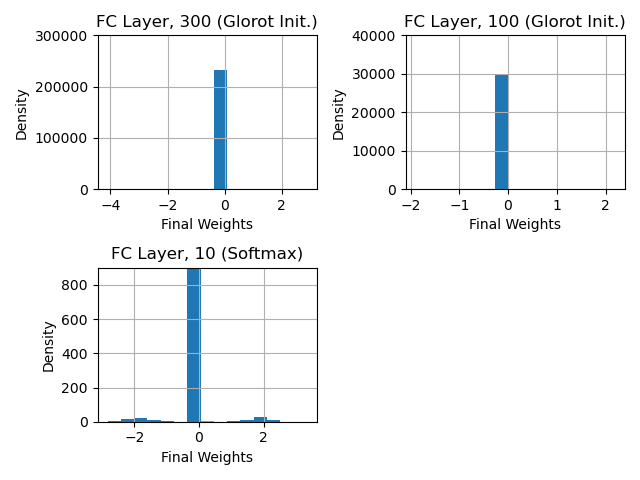 FC Layer, 300 (Glorot Init.)
300000
200000
100000
0
Density
−4 −2 0 2
Final Weights
FC Layer, 100 (Glorot Init.)
40000
30000
20000
10000
0
Density
−2 −1 0 1 2
Final Weights
FC Layer, 10 (Softmax)
800
600
400
200
0
Density
−2 0 2
Final Weights